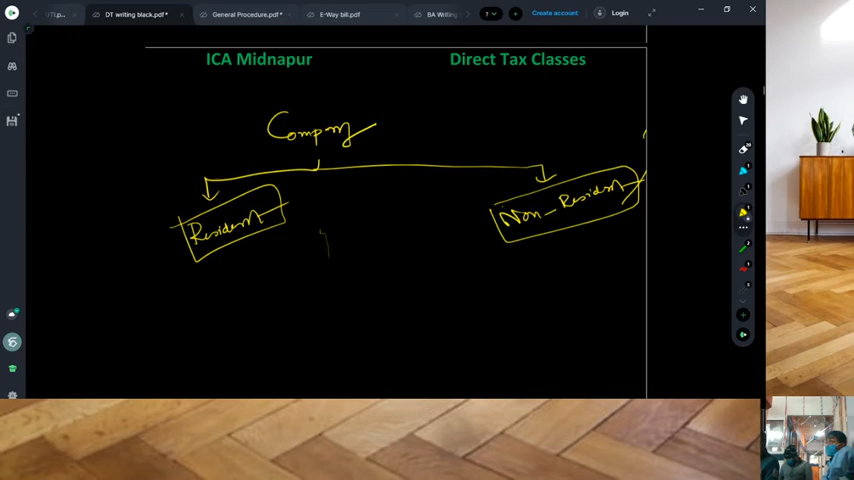 DT writing black.pdf*
General Procedure.pdf*
E-Way bill.pdf
BA Writing
7
Create account
Login
ICA Midnapur
Direct Tax Classes
Company
Resident
Non-Resident